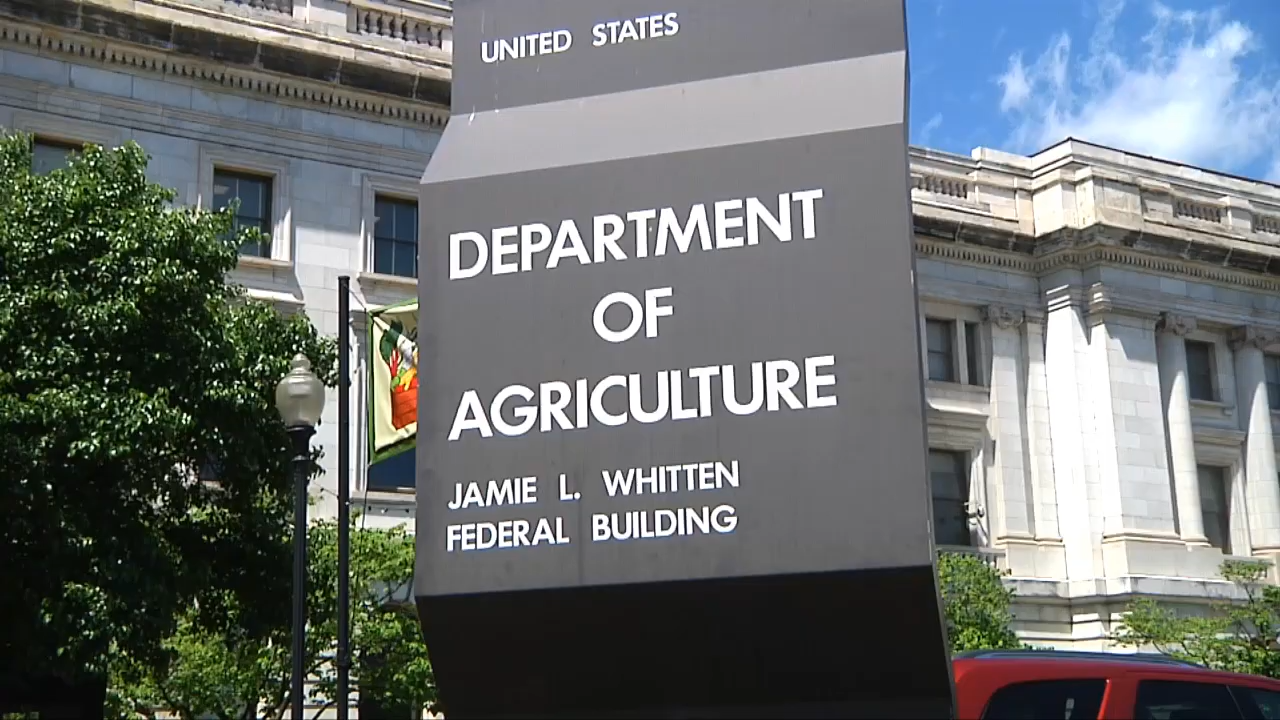 UNITED STATES
DEPARTMENT
OF
AGRICULTURE
JAMIE L. WHITTEN
FEDERAL BUILDING